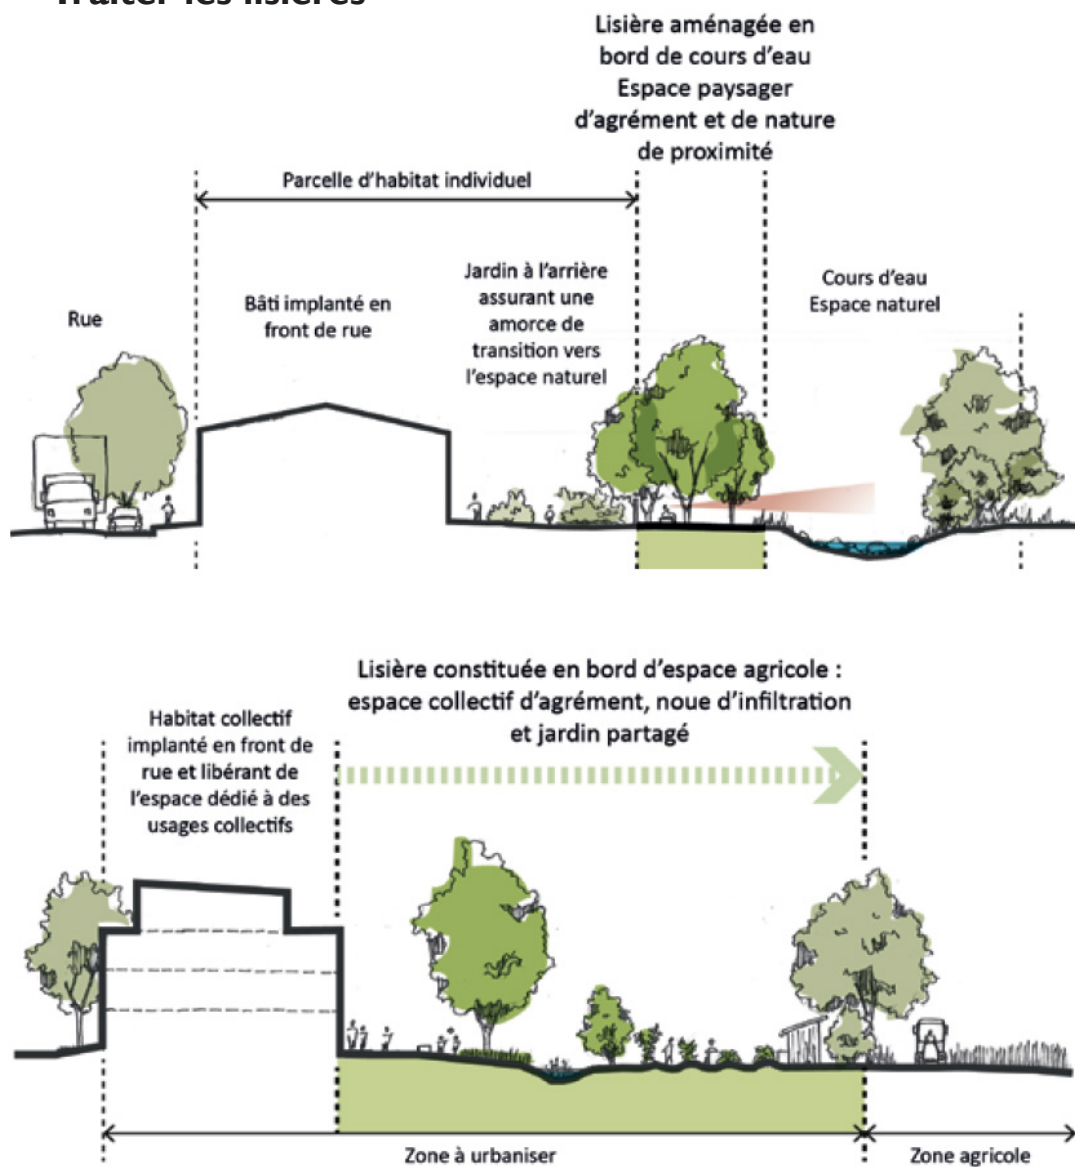 Traiter les lisières
Lisière aménagée en
bord de cours d’eau
Espace paysager
d’agrément et de nature
de proximité
Parcelle d’habitat individuel
Rue
Bâti implanté en
front de rue
Jardin à l’arrière
assurant une
amorce de
transition vers
l’espace naturel
Cours d’eau
Espace naturel
Lisière constituée en bord d’espace agricole :
espace collectif d’agrément, noue d’infiltration
et jardin partagé
Habitat collectif
implanté en front de
rue et libérant de
l’espace dédié à des
usages collectifs
Zone à urbaniser
Zone agricole